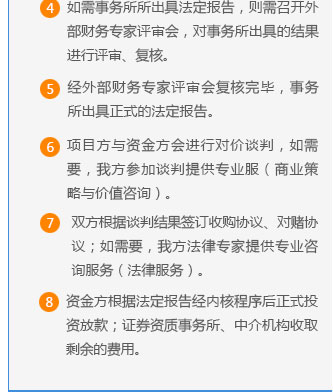 4 如需事务所所出具法定报告，则需召开外
部财务专家评审会，对事务所出具的结果
进行评审、复核。
5 经外部财务专家评审会复核完毕，事务
所出具正式的法定报告。
6 项目方与资金方会进行对价谈判，如需
要，我方参加谈判提供专业服（商业策
略与价值咨询）。
7 双方根据谈判结果签订收购协议、对赌协
议；如需要，我方法律专家提供专业咨
询服务（法律服务）。
8 资金方根据法定报告经内核程序后正式投
资放款；证券资质事务所、中介机构收取
剩余的费用。